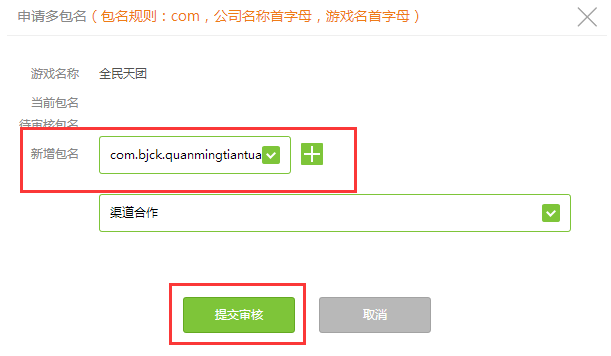 申请多包名(包名规则：com，公司名称首字母，游戏名首字母)
游戏名称 全民天团
当前包名
待审核包名
新增包名 com.bjck.quanmingtiantua
渠道合作
提交审核 取消